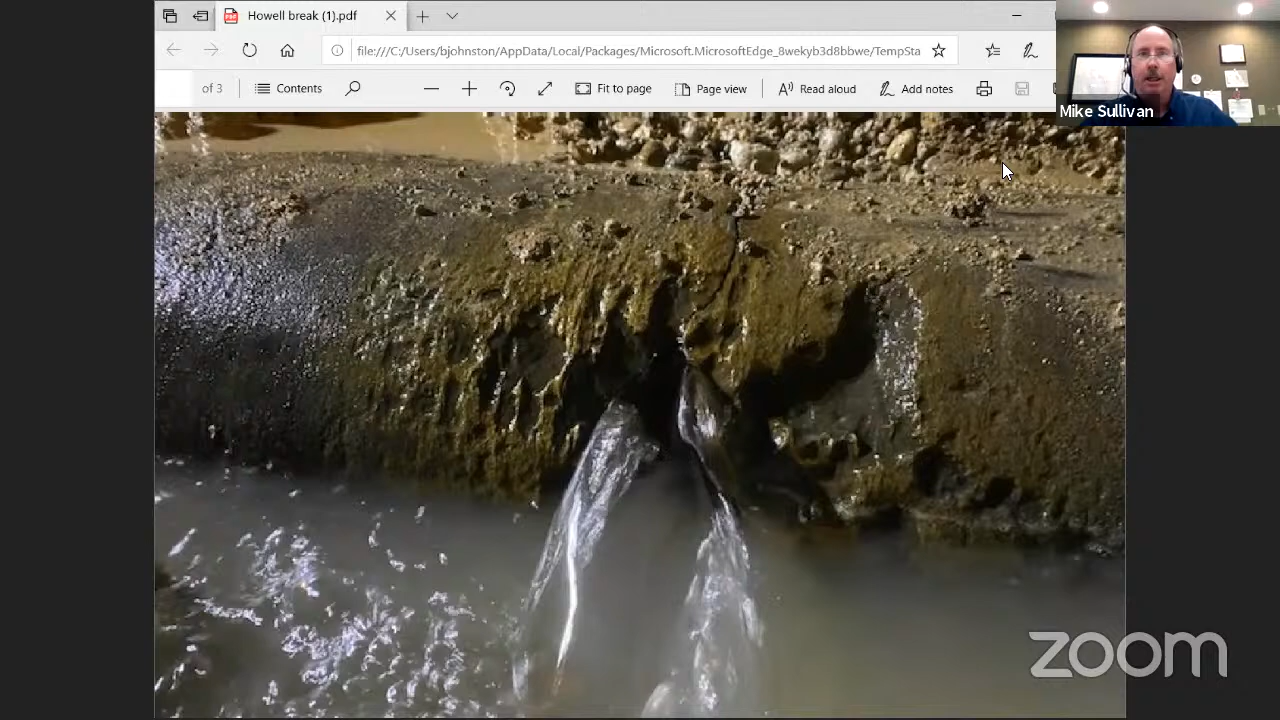 Howell break (1).pdf
file:///C:/Users/bjohnston/AppData/Local/Packages/Microsoft.MicrosoftEdge_8wekyb3d8bbwe/TempSta
of 3
Contents
Fit to page
Page view
Read aloud
Add notes
Mike Sullivan
zoom